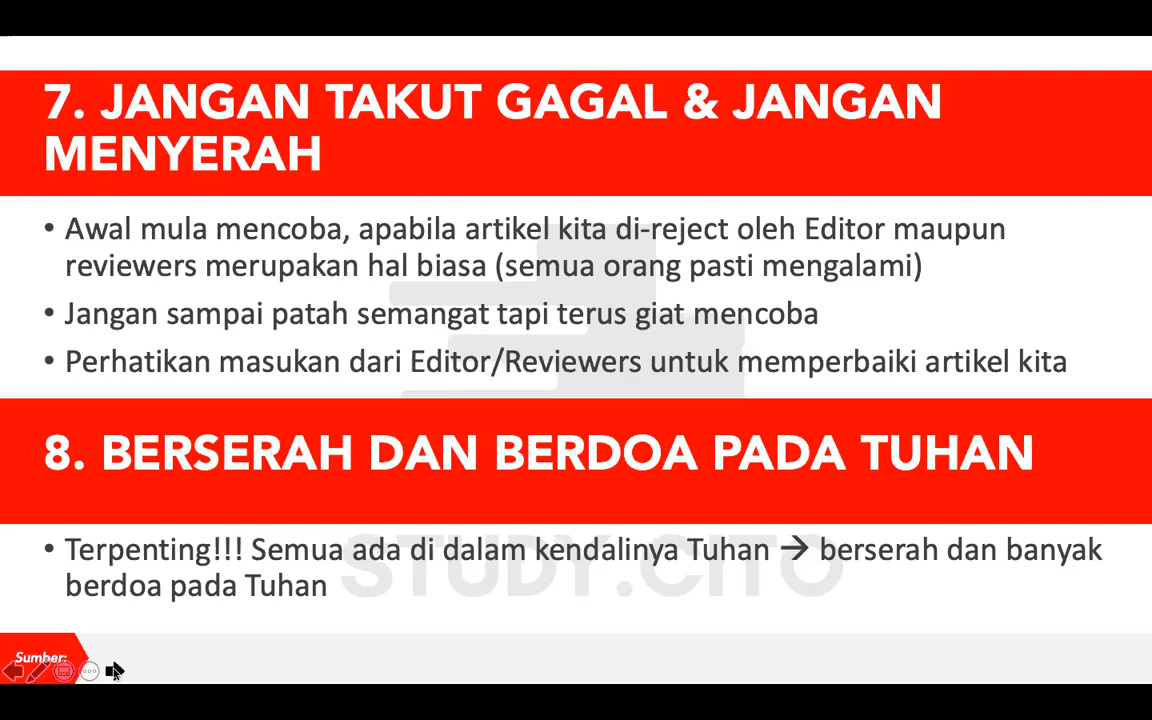 7. JANGAN TAKUT GAGAL & JANGAN
MENYERAH
• Awal mula mencoba, apabila artikel kita di-reject oleh Editor maupun
reviewers merupakan hal biasa (semua orang pasti mengalami)
• Jangan sampai patah semangat tapi terus giat mencoba
• Perhatikan masukan dari Editor/Reviewers untuk memperbaiki artikel kita
8. BERSERAH DAN BERDOA PADA TUHAN
• Terpenting!!! Semua ada di dalam kendalinya Tuhan → berserah dan banyak
berdoa pada Tuhan
STUDY.CITO
Sumber: